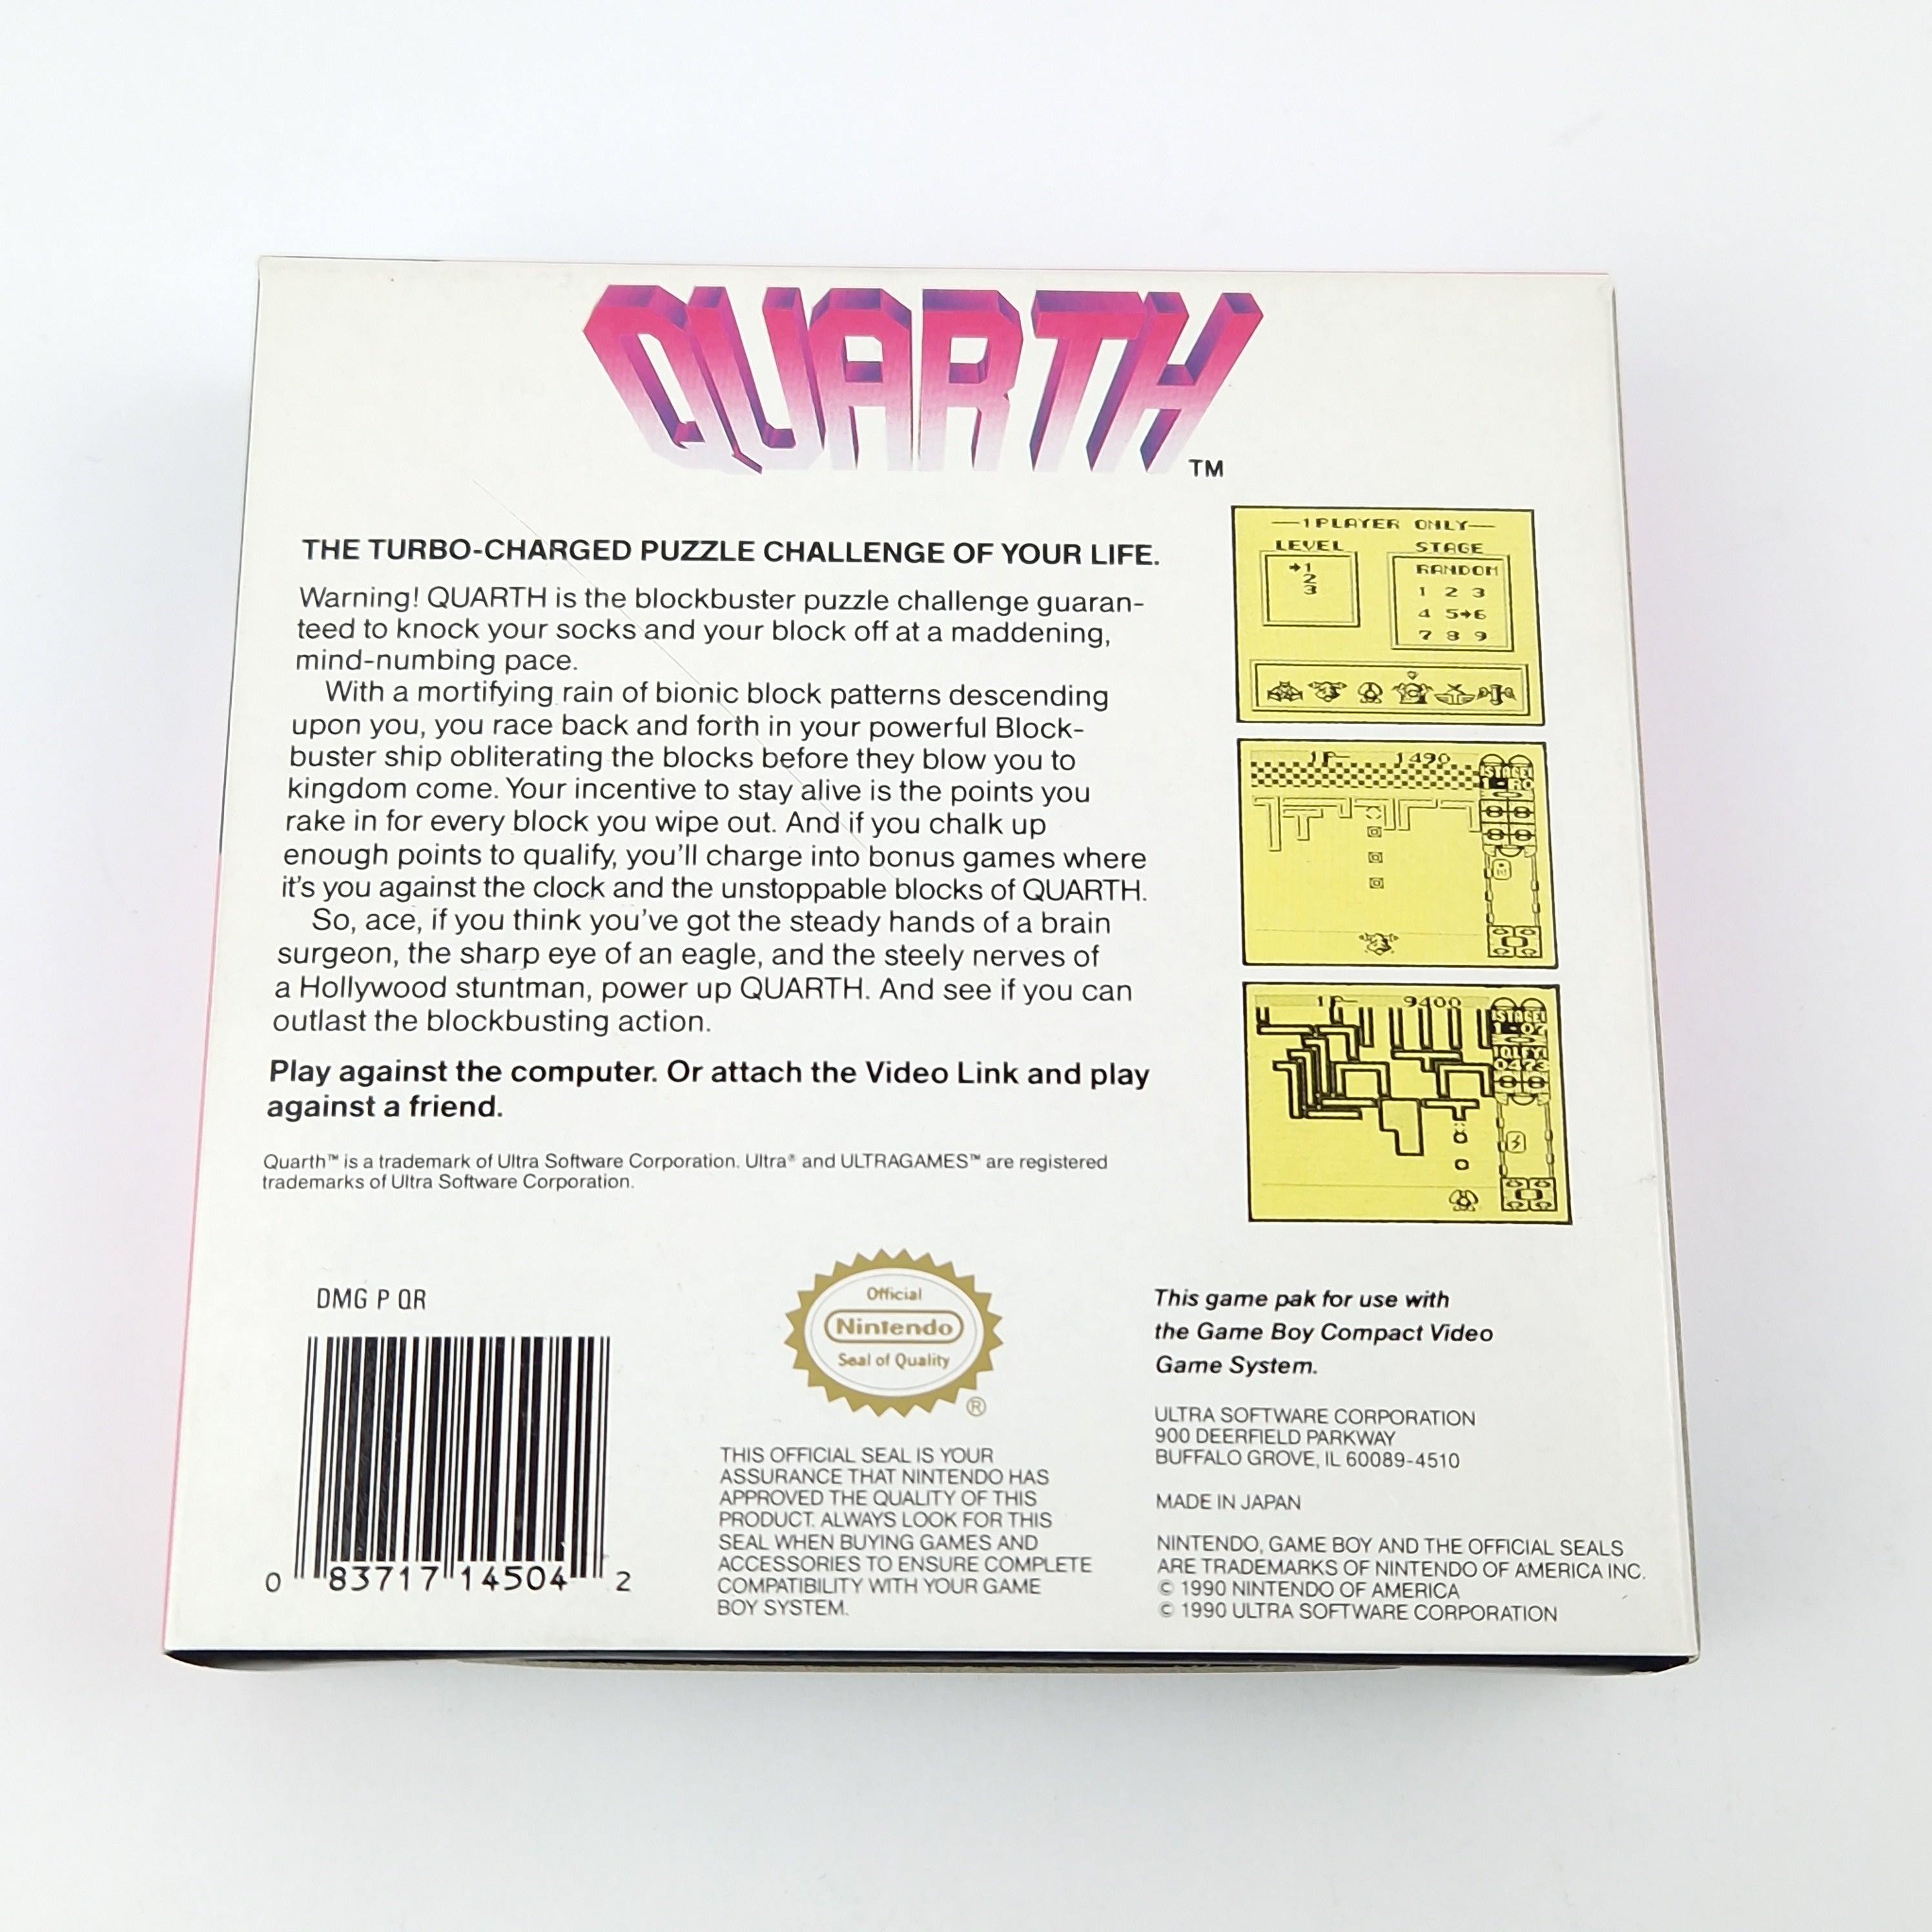 QUARTH
TM
THE TURBO-CHARGED PUZZLE CHALLENGE OF YOUR LIFE.
Warning! QUARTH is the blockbuster puzzle challenge guaran-
teed to knock your socks and your block off at a maddening,
mind-numbing pace.
With a mortifying rain of bionic block patterns descending
upon you, you race back and forth in your powerful Block-
buster ship obliterating the blocks before they blow you to
kingdom come. Your incentive to stay alive is the points you
rake in for every block you wipe out. And if you chalk up
enough points to qualify, you'll charge into bonus games where
it's you against the clock and the unstoppable blocks of QUARTH.
So, ace, if you think you've got the steady hands of a brain
surgeon, the sharp eye of an eagle, and the steely nerves of
a Hollywood stuntman, power up QUARTH. And see if you can
outlast the blockbusting action.
Play against the computer. Or attach the Video Link and play
against a friend.
Quarth™ is a trademark of Ultra Software Corporation. Ultra® and ULTRAGAMES™ are registered
trademarks of Ultra Software Corporation.
1PLAYER ONLY
LEVEL STAGE
→1 RANDOM
2 1 2 3
3 4 5→6
7 8 9
1P- 1490
STAGE
1P- 9400
STAGE
DMG P QR
0 83717 14504 2
Official
Nintendo
Seal of Quality
®
THIS OFFICIAL SEAL IS YOUR
ASSURANCE THAT NINTENDO HAS
APPROVED THE QUALITY OF THIS
PRODUCT. ALWAYS LOOK FOR THIS
SEAL WHEN BUYING GAMES AND
ACCESSORIES TO ENSURE COMPLETE
COMPATIBILITY WITH YOUR GAME
BOY SYSTEM.
This game pak for use with
the Game Boy Compact Video
Game System.
ULTRA SOFTWARE CORPORATION
900 DEERFIELD PARKWAY
BUFFALO GROVE, IL 60089-4510
MADE IN JAPAN
NINTENDO, GAME BOY AND THE OFFICIAL SEALS
ARE TRADEMARKS OF NINTENDO OF AMERICA INC.
© 1990 NINTENDO OF AMERICA
© 1990 ULTRA SOFTWARE CORPORATION